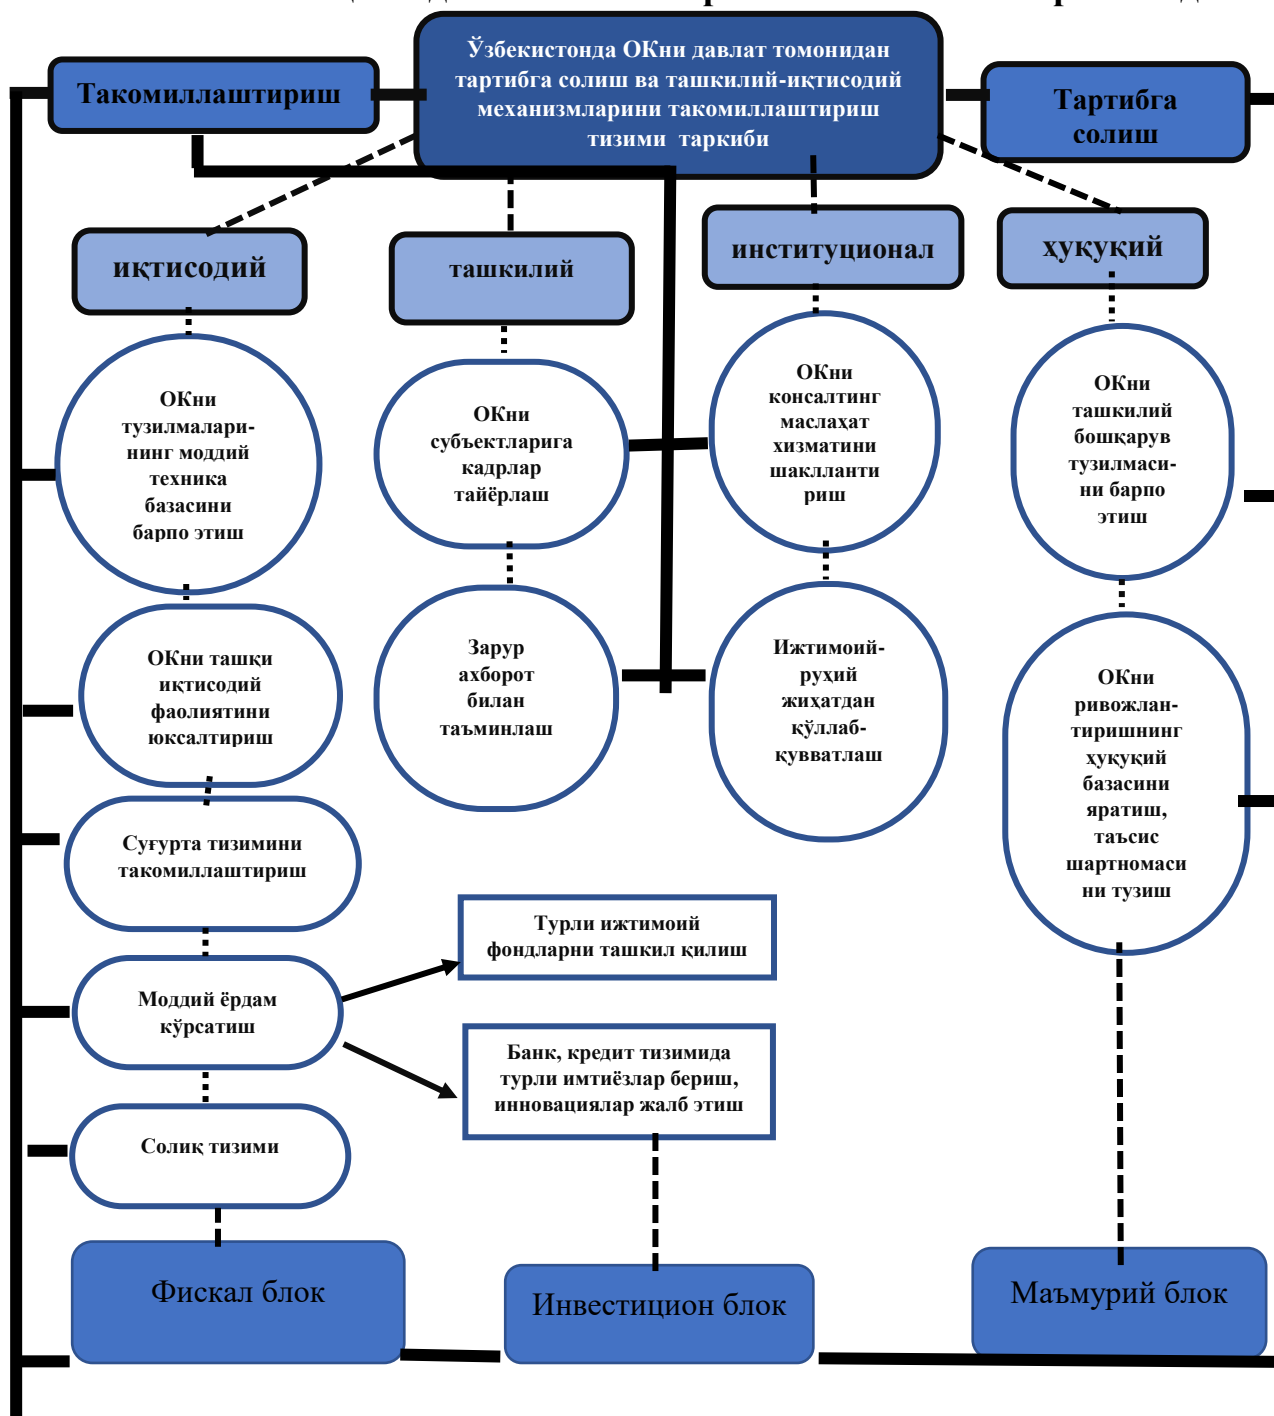 Ўзбекистонда ОКни давлат томонидан
тартибга солиш ва ташкилий-иқтисодий
механизмларини такомиллаштириш
тизими таркиби
Такомиллаштириш
Тартибга
солиш
иқтисодий
ташкилий
институционал
ҳуқуқий
ОКни
тузилмалари-
нинг моддий
техника
базасини
барпо этиш
ОКни
субъектларига
кадрлар
тайёрлаш
ОКни
консалтинг
маслаҳат
хизматини
шакллланти
риш
ОКни
ташкилий
бошқарув
тузилмаси-
ни барпо
этиш
ОКни ташқи
иқтисодий
фаолиятини
юксалтириш
Зарур
ахборот
билан
таъминлаш
Ижтимоий-
руҳий
жиҳатдан
қўллаб-
қувватлаш
ОКни
ривожлан-
тиришнинг
ҳуқуқий
базасини
яратиш,
таъсис
шартномаси
ни тузиш
Суғурта тизимини
такомиллаштириш
Турли ижтимоий
фондларни ташкил қилиш
Моддий ёрдам
кўрсатиш
Банк, кредит тизимида
турли имтиёзлар бериш,
инновациялар жалб этиш
Солиқ тизими
Фискал блок
Инвестицион блок
Маъмурий блок